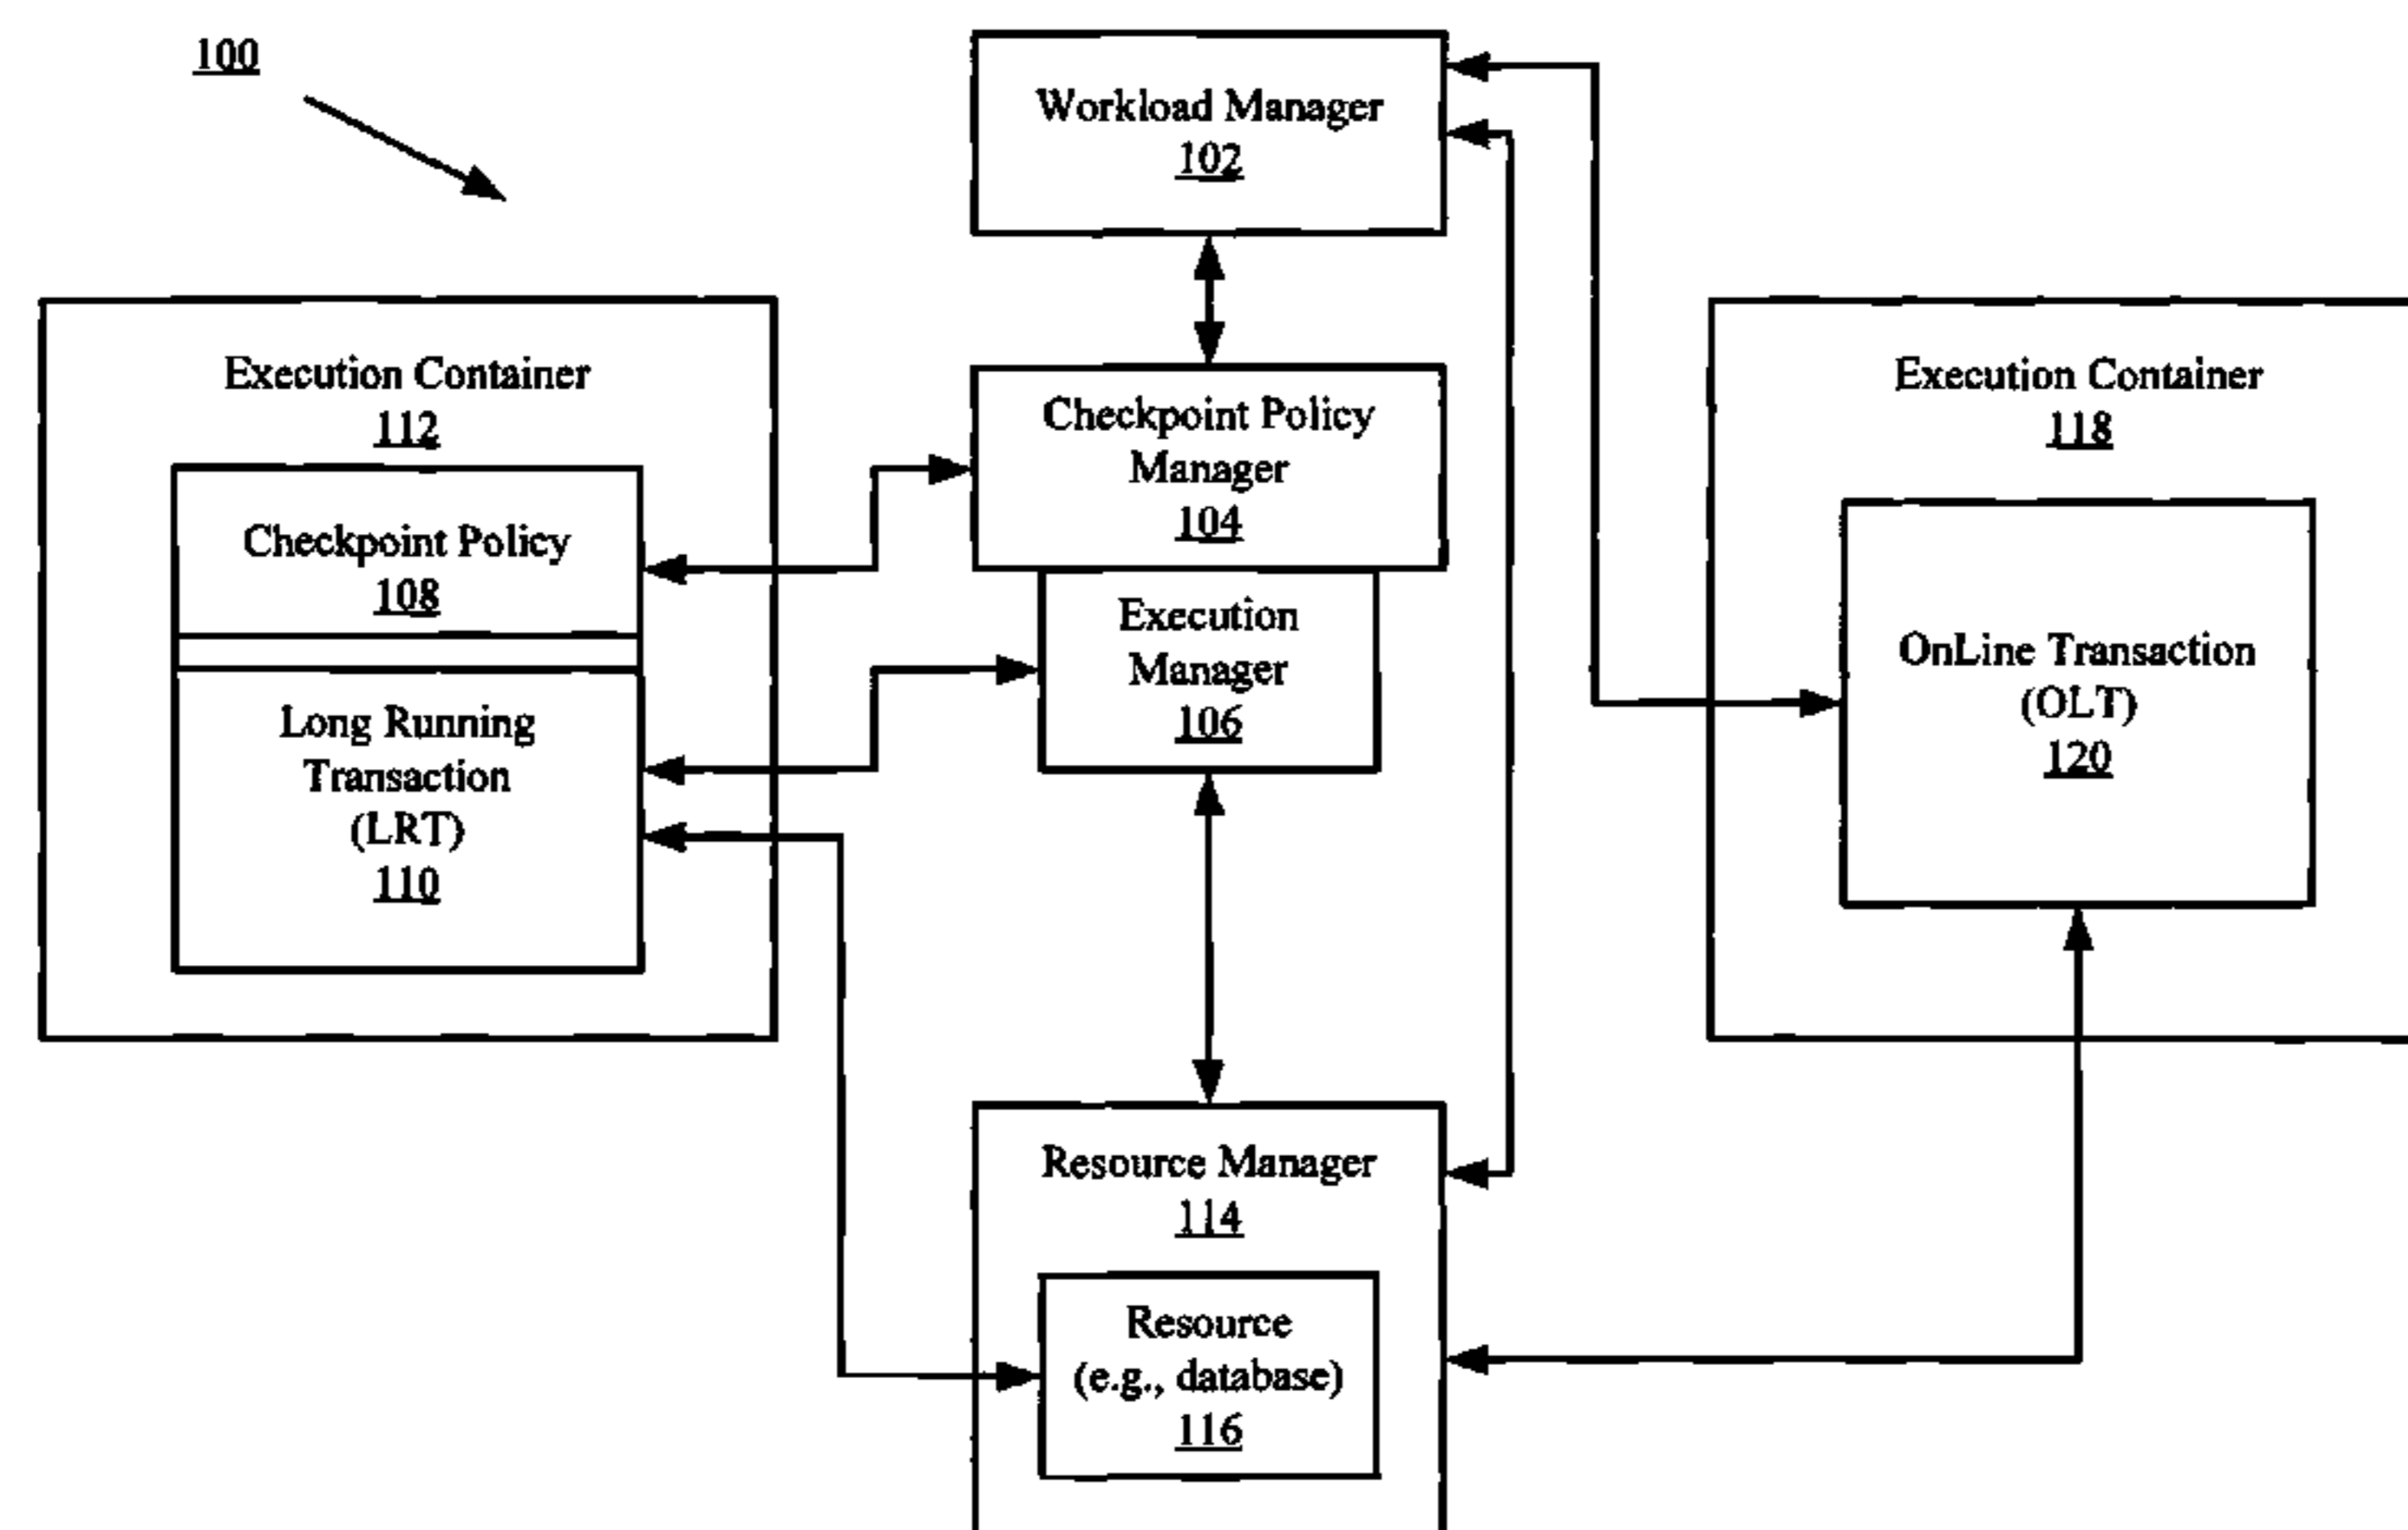 100
Workload Manager
102
Execution Container
112
Checkpoint Policy
108
Long Running
Transaction
(LRT)
110
Checkpoint Policy
Manager
104
Execution
Manager
106
Resource Manager
114
Resource
(e.g., database)
116
Execution Container
118
OnLine Transaction
(OLT)
120